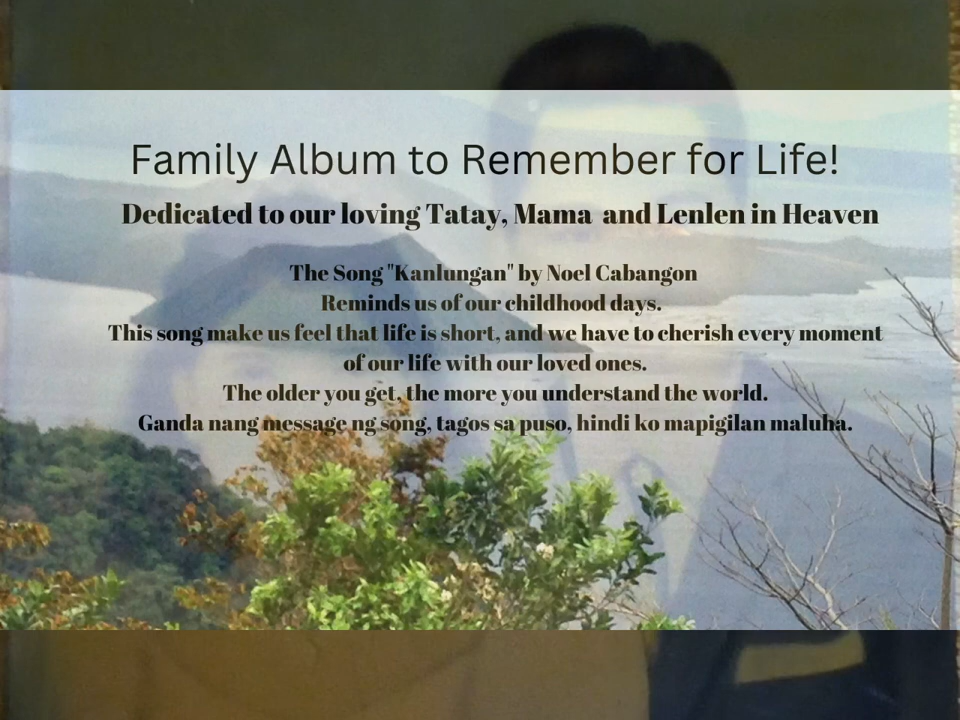 Family Album to Remember for Life!
Dedicated to our loving Tatay, Mama and Lenlen in Heaven
The Song "Kanlungan" by Noel Cabangon
Reminds us of our childhood days.
This song make us feel that life is short, and we have to cherish every moment
of our life with our loved ones.
The older you get, the more you understand the world.
Ganda nang message ng song, tagos sa puso, hindi ko mapigilan maluha.